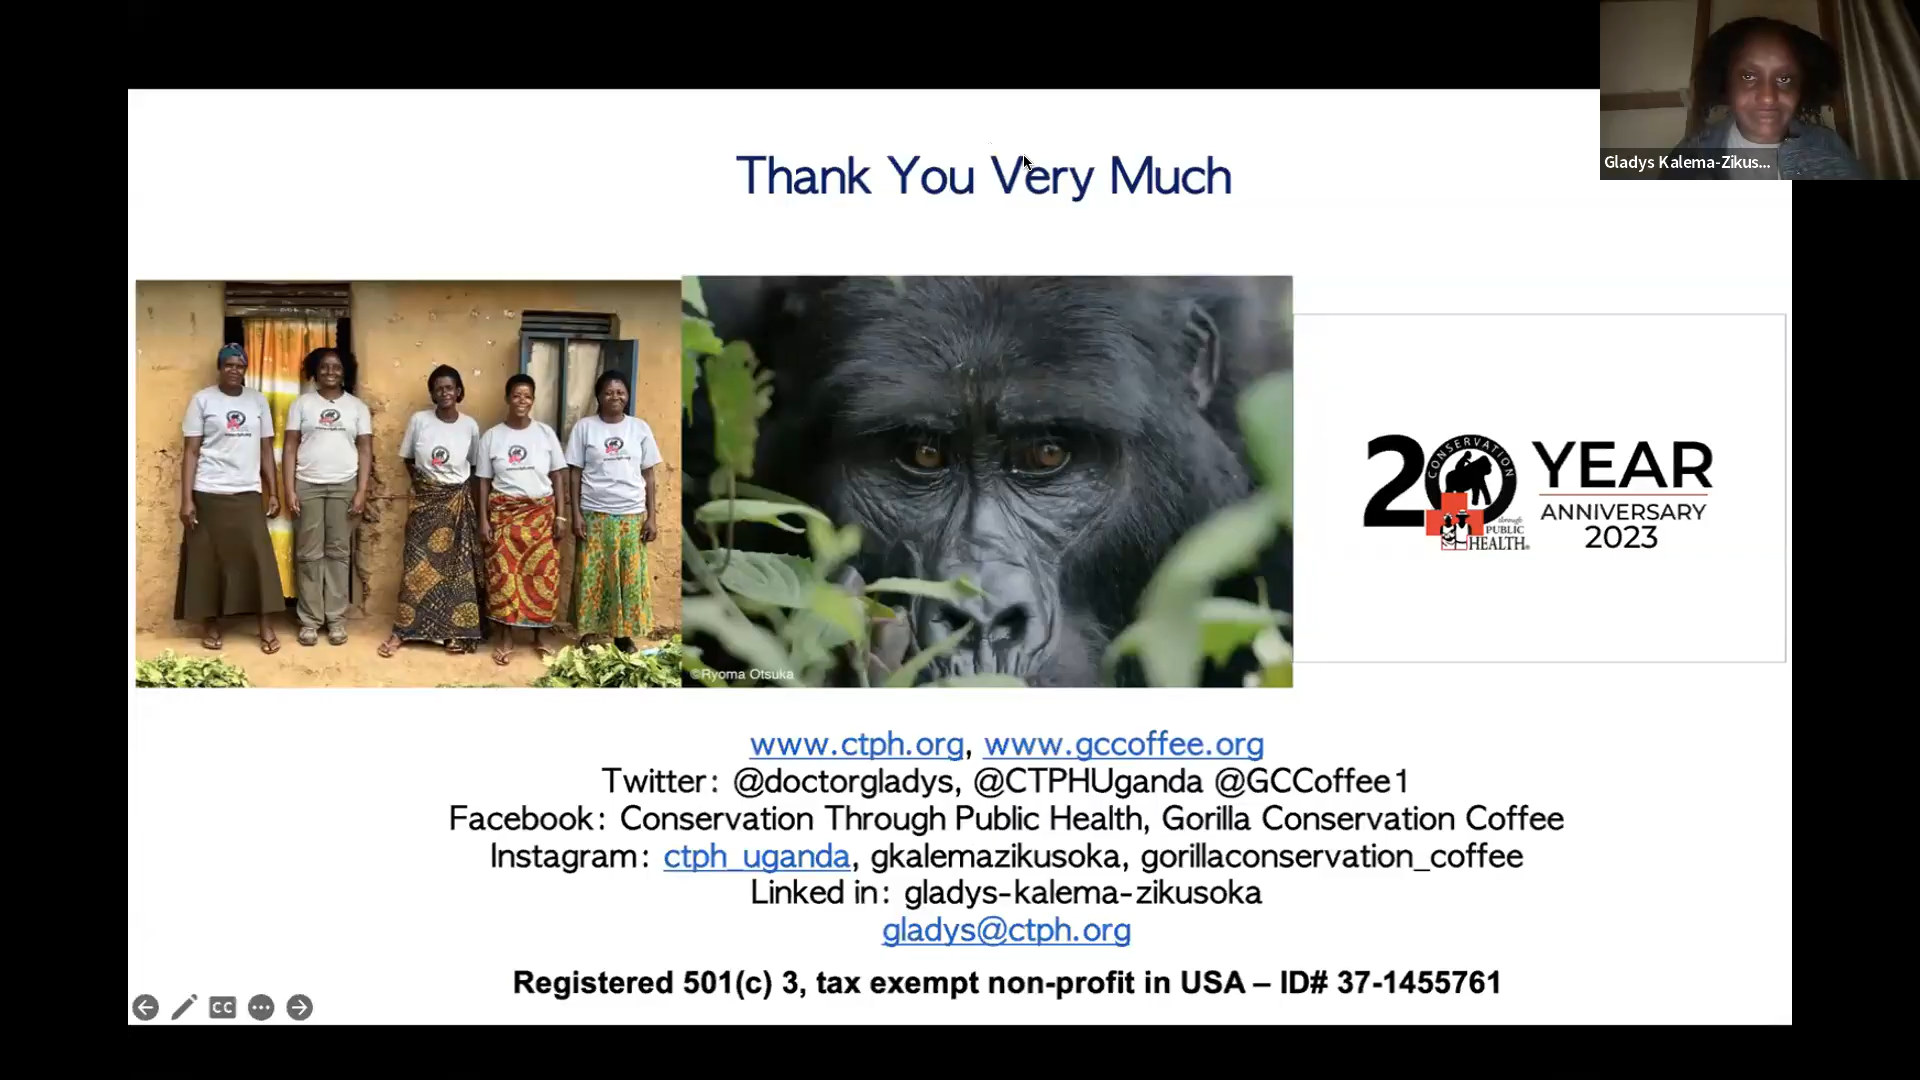 Gladys Kalema-Zikus...
Thank You Very Much
©Ryoma Otsuka
20
CONSERVATION
through
PUBLIC
HEALTH®
YEAR
ANNIVERSARY
2023
www.ctph.org, www.gccoffee.org
Twitter: @doctorgladys, @CTPHUganda @GCCoffee1
Facebook: Conservation Through Public Health, Gorilla Conservation Coffee
Instagram: ctph_uganda, gkalemazikusoka, gorillaconservation_coffee
Linked in: gladys-kalema-zikusoka
gladys@ctph.org
Registered 501(c) 3, tax exempt non-profit in USA – ID# 37-1455761
CC